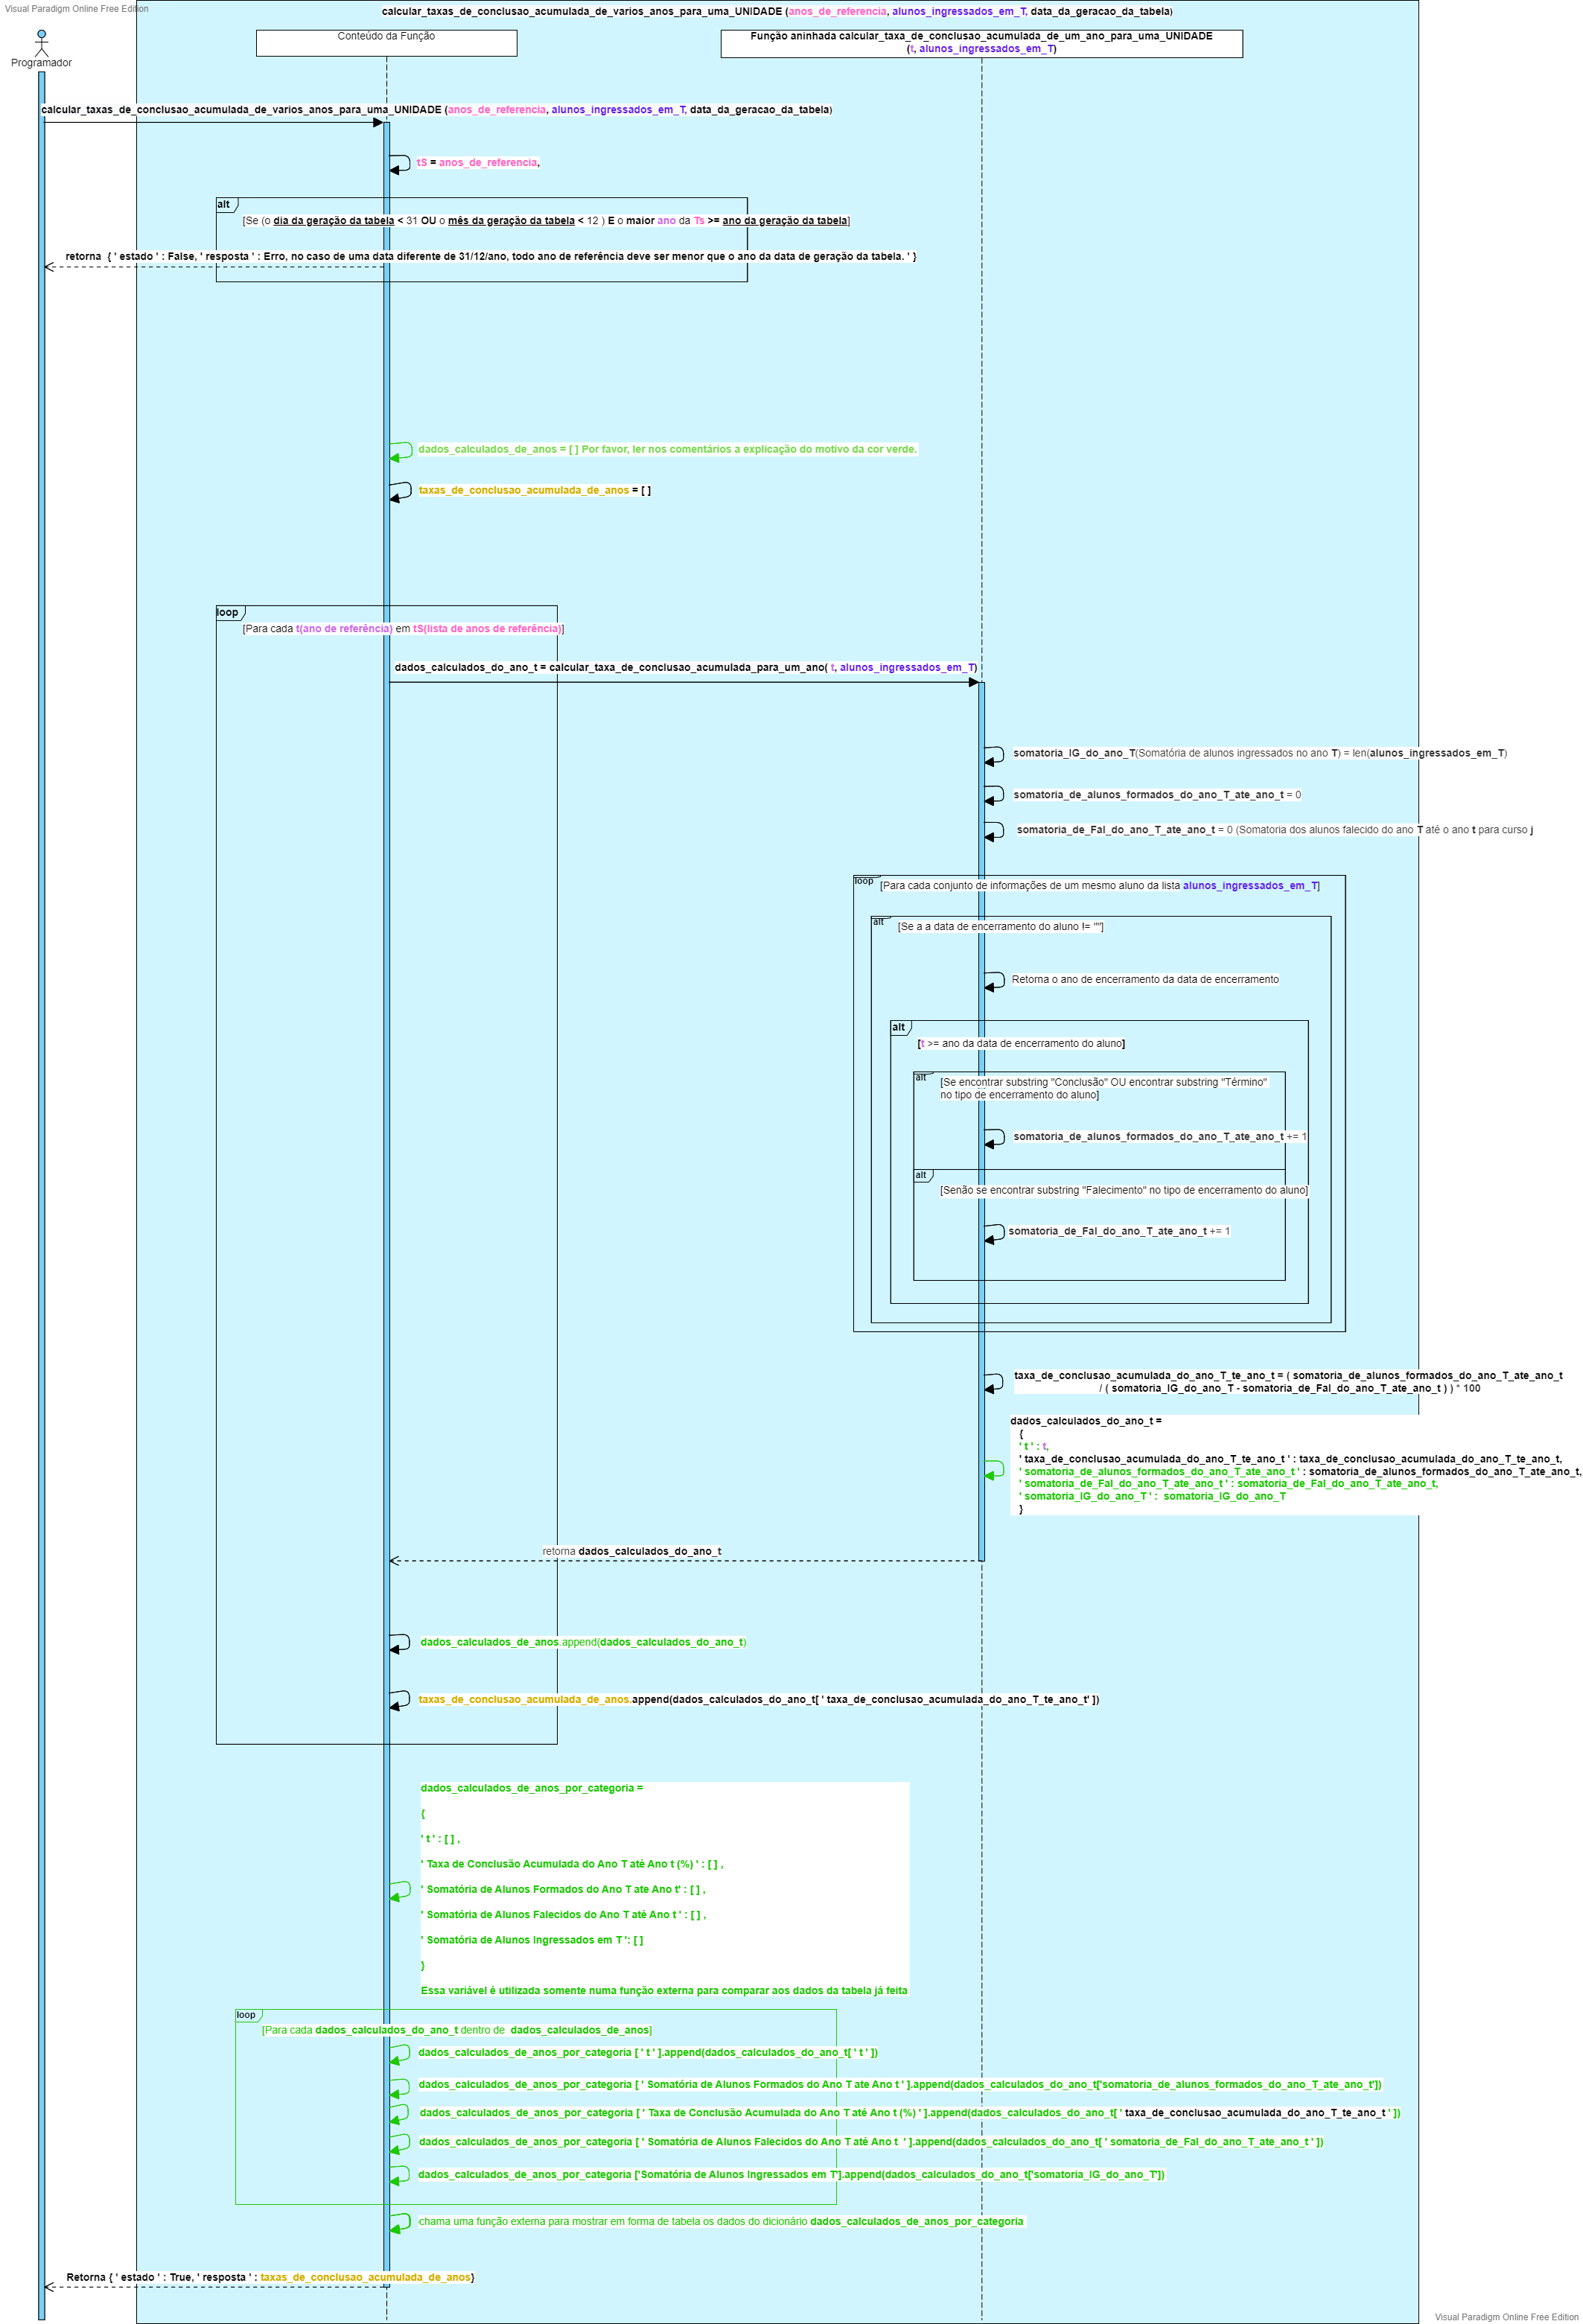 Visual Paradigm Online Free Edition
calcular_taxas_de_conclusao_acumulada_de_varios_anos_para_uma_UNIDADE (anos_de_referencia, alunos_ingressados_em_T, data_da_geracao_da_tabela)
Programador
Conteúdo da Função
Função aninhada calcular_taxa_de_conclusao_acumulada_de_um_ano_para_uma_UNIDADE
(t, alunos_ingressados_em_T)
calcular_taxas_de_conclusao_acumulada_de_varios_anos_para_uma_UNIDADE (anos_de_referencia, alunos_ingressados_em_T, data_da_geracao_da_tabela)
tS = anos_de_referencia,
alt
[Se (o dia da geração da tabela < 31 OU o mês da geração da tabela < 12 ) E o maior ano da Ts >= ano da geração da tabela]
retorna { ' estado ' : False, ' resposta ' : Erro, no caso de uma data diferente de 31/12/ano, todo ano de referência deve ser menor que o ano da data de geração da tabela. ' }
dados_calculados_de_anos = [ ] Por favor, ler nos comentários a explicação do motivo da cor verde.
taxas_de_conclusao_acumulada_de_anos = [ ]
loop
[Para cada t(ano de referência) em tS(lista de anos de referência)]
dados_calculados_do_ano_t = calcular_taxa_de_conclusao_acumulada_para_um_ano( t, alunos_ingressados_em_T)
somatoria_IG_do_ano_T(Somatória de alunos ingressados no ano T) = len(alunos_ingressados_em_T)
somatoria_de_alunos_formados_do_ano_T_ate_ano_t = 0
somatoria_de_Fal_do_ano_T_ate_ano_t = 0 (Somatoria dos alunos falecido do ano T até o ano t para curso j
loop
[Para cada conjunto de informações de um mesmo aluno da lista alunos_ingressados_em_T]
alt
[Se a a data de encerramento do aluno != ""]
Retorna o ano de encerramento da data de encerramento
alt
[t >= ano da data de encerramento do aluno]
alt
[Se encontrar substring "Conclusão" OU encontrar substring "Término"
no tipo de encerramento do aluno]
somatoria_de_alunos_formados_do_ano_T_ate_ano_t += 1
alt
[Senão se encontrar substring "Falecimento" no tipo de encerramento do aluno]
somatoria_de_Fal_do_ano_T_ate_ano_t += 1
taxa_de_conclusao_acumulada_do_ano_T_te_ano_t = ( somatoria_de_alunos_formados_do_ano_T_ate_ano_t
/ ( somatoria_IG_do_ano_T - somatoria_de_Fal_do_ano_T_ate_ano_t ) ) * 100
dados_calculados_do_ano_t =
{
' t ' : t,
' taxa_de_conclusao_acumulada_do_ano_T_te_ano_t ' : taxa_de_conclusao_acumulada_do_ano_T_te_ano_t,
' somatoria_de_alunos_formados_do_ano_T_ate_ano_t ' : somatoria_de_alunos_formados_do_ano_T_ate_ano_t,
' somatoria_de_Fal_do_ano_T_ate_ano_t ' : somatoria_de_Fal_do_ano_T_ate_ano_t,
' somatoria_IG_do_ano_T ' : somatoria_IG_do_ano_T
}
retorna dados_calculados_do_ano_t
dados_calculados_de_anos.append(dados_calculados_do_ano_t)
taxas_de_conclusao_acumulada_de_anos.append(dados_calculados_do_ano_t[ ' taxa_de_conclusao_acumulada_do_ano_T_te_ano_t' ])
dados_calculados_de_anos_por_categoria =
{
' t ' : [ ] ,
' Taxa de Conclusão Acumulada do Ano T até Ano t (%) ' : [ ] ,
' Somatória de Alunos Formados do Ano T ate Ano t' : [ ] ,
' Somatória de Alunos Falecidos do Ano T até Ano t ' : [ ] ,
' Somatória de Alunos Ingressados em T ': [ ]
}
Essa variável é utilizada somente numa função externa para comparar aos dados da tabela já feita
loop
[Para cada dados_calculados_do_ano_t dentro de dados_calculados_de_anos]
dados_calculados_de_anos_por_categoria [ ' t ' ].append(dados_calculados_do_ano_t[ ' t ' ])
dados_calculados_de_anos_por_categoria [ ' Somatória de Alunos Formados do Ano T ate Ano t ' ].append(dados_calculados_do_ano_t['somatoria_de_alunos_formados_do_ano_T_ate_ano_t'])
dados_calculados_de_anos_por_categoria [ ' Taxa de Conclusão Acumulada do Ano T até Ano t (%) ' ].append(dados_calculados_do_ano_t[ ' taxa_de_conclusao_acumulada_do_ano_T_te_ano_t ' ])
dados_calculados_de_anos_por_categoria [ ' Somatória de Alunos Falecidos do Ano T até Ano t ' ].append(dados_calculados_do_ano_t[ ' somatoria_de_Fal_do_ano_T_ate_ano_t ' ])
dados_calculados_de_anos_por_categoria ['Somatória de Alunos Ingressados em T'].append(dados_calculados_do_ano_t['somatoria_IG_do_ano_T'])
chama uma função externa para mostrar em forma de tabela os dados do dicionário dados_calculados_de_anos_por_categoria
Retorna { ' estado ' : True, ' resposta ' : taxas_de_conclusao_acumulada_de_anos}
Visual Paradigm Online Free Edition